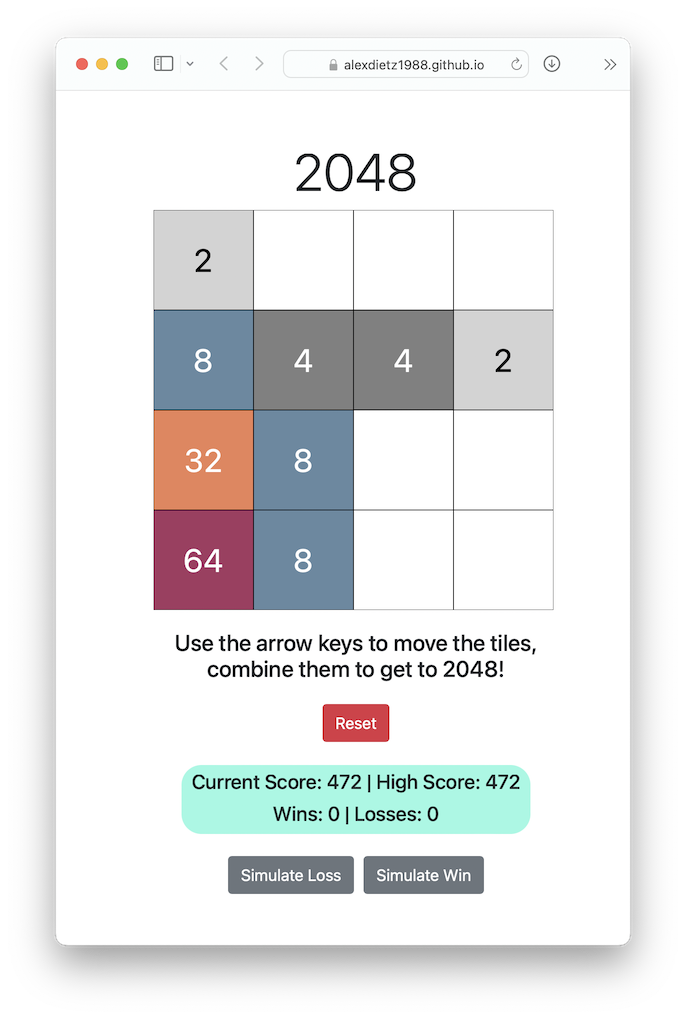 alexdietz1988.github.io
2048
2
8 4 4 2
32 8
64 8
Use the arrow keys to move the tiles,
combine them to get to 2048!
Reset
Current Score: 472 | High Score: 472
Wins: 0 | Losses: 0
Simulate Loss Simulate Win